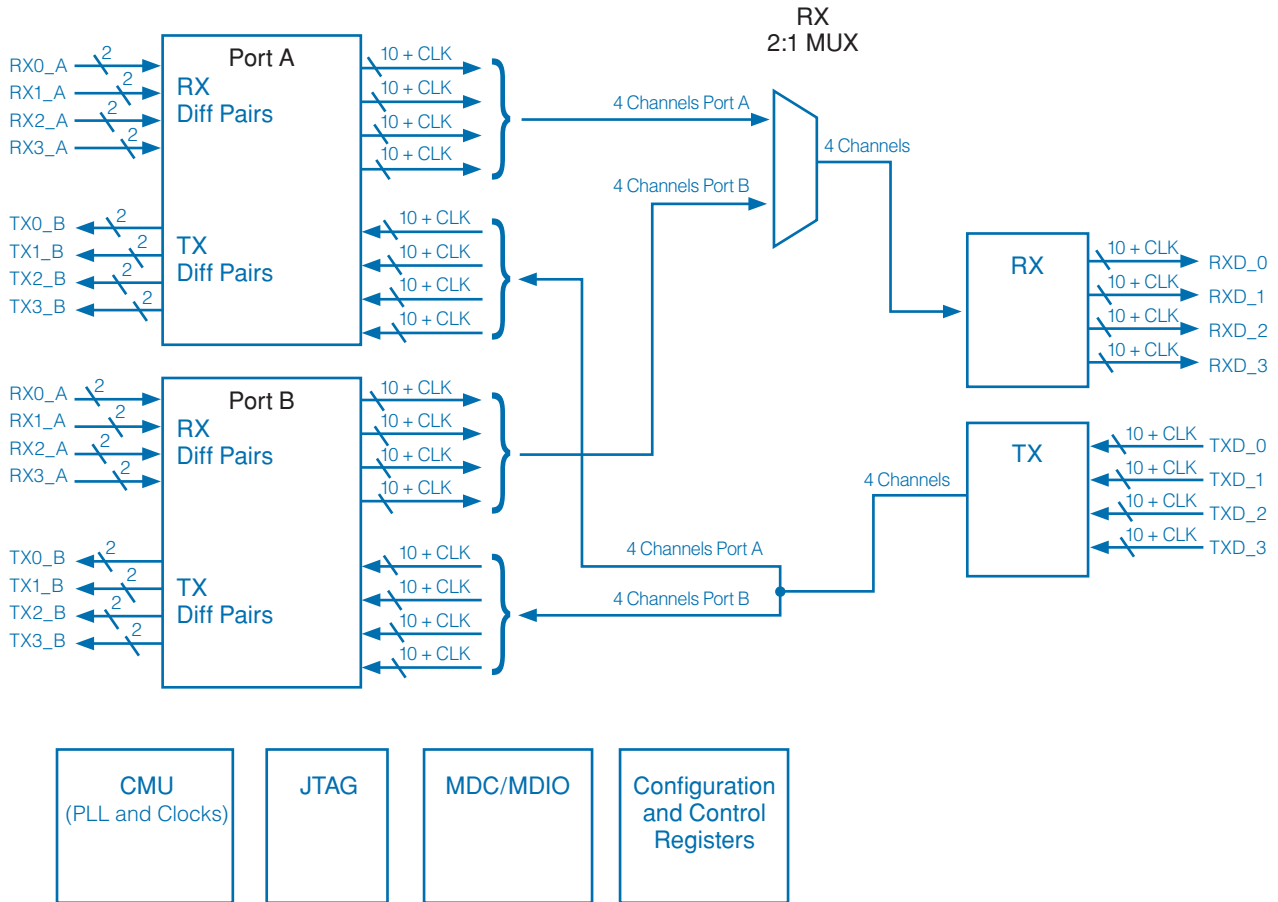 RX
2:1 MUX
Port A
RX0_A
2
RX1_A
2
RX2_A
2
RX3_A
2
RX
Diff Pairs
10 + CLK
10 + CLK
10 + CLK
10 + CLK
4 Channels Port A
4 Channels
4 Channels Port B
TX0_B
2
TX1_B
2
TX2_B
2
TX3_B
2
TX
Diff Pairs
10 + CLK
10 + CLK
10 + CLK
10 + CLK
RX
10 + CLK
RXD_0
10 + CLK
RXD_1
10 + CLK
RXD_2
10 + CLK
RXD_3
Port B
RX0_A
2
RX1_A
2
RX2_A
2
RX3_A
2
RX
Diff Pairs
10 + CLK
10 + CLK
10 + CLK
10 + CLK
TX
10 + CLK
TXD_0
10 + CLK
TXD_1
10 + CLK
TXD_2
10 + CLK
TXD_3
4 Channels
4 Channels Port A
4 Channels Port B
TX0_B
2
TX1_B
2
TX2_B
2
TX3_B
2
TX
Diff Pairs
10 + CLK
10 + CLK
10 + CLK
10 + CLK
CMU
(PLL and Clocks)
JTAG
MDC/MDIO
Configuration
and Control
Registers